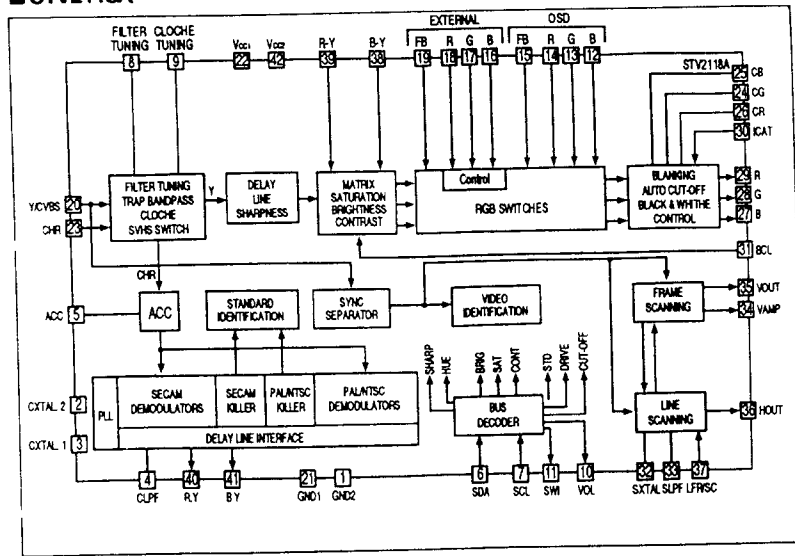 EXTERNAL OSD
FILTER CLOCHE
TUNING TUNING VCC1 VCC2 R-Y B-Y FB R G B FB R G B
8 9 22 42 39 38 19 18 17 16 15 14 13 12
STV2118A
25 CB
24 CG
26 CR
30 ICAT
29 R
28 G
27 B
31 BCL
35 VOUT
34 VAMP
36 HOUT
Y/CVBS 20
CHR 23
ACC 5
CXTAL 2 2
CXTAL 1 3
FILTER TUNING
TRAP BANDPASS
CLOCHE
SVHS SWITCH
Y
CHR
DELAY
LINE
SHARPNESS
MATRIX
SATURATION
BRIGHTNESS
CONTRAST
Control
RGB SWITCHES
BLANKING
AUTO CUT-OFF
BLACK & WHTHE
CONTROL
ACC
STANDARD
IDENTIFICATION
SYNC
SEPARATOR
VIDEO
IDENTIFICATION
FRAME
SCANNING
LINE
SCANNING
PLL
SECAM
DEMODULATORS
SECAM
KILLER
PAL/NTSC
KILLER
PAL/NTSC
DEMODULATORS
DELAY LINE INTERFACE
SHARP HUE BRIG SAT CONT STD DRIVE CUT-OFF
BUS
DECODER
4 40 41 21 1 6 7 11 10 32 33 37
CLPF R.Y B.Y GND1 GND2 SDA SCL SWI VOL SXTAL SLPF LFR/SC